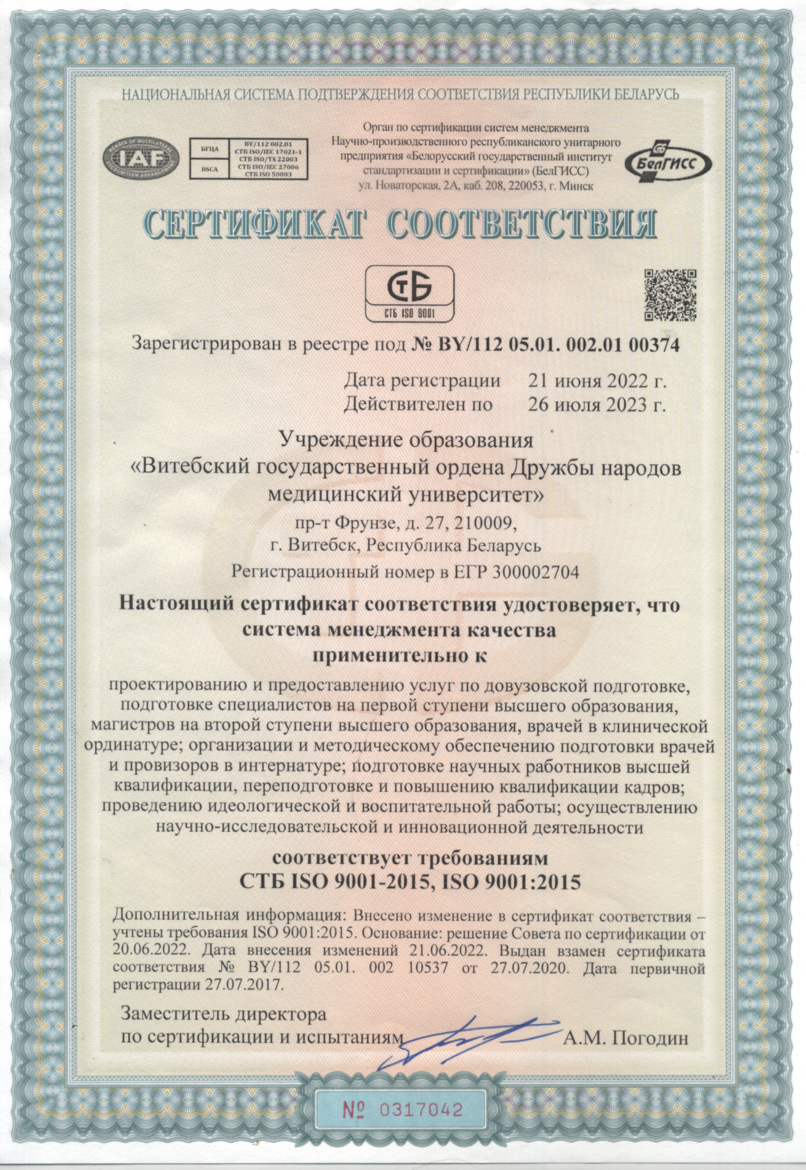 НАЦИОНАЛЬНАЯ СИСТЕМА ПОДТВЕРЖДЕНИЯ СООТВЕТСТВИЯ РЕСПУБЛИКИ БЕЛАРУСЬ
MEMBER OF MULTILATERAL
IAF
RECOGNITION ARRANGEMENT
БГЦА
BSCA
BY/112 002.01
СТБ ISO/IEC 17021-1
СТБ ISO/TS 22003
СТБ ISO/IEC 27006
СТБ ISO 50003
Орган по сертификации систем менеджмента
Научно-производственного республиканского унитарного
предприятия «Белорусский государственный институт
стандартизации и сертификации» (БелГИСС)
ул. Новаторская, 2А, каб. 208, 220053, г. Минск
БелГИСС
СЕРТИФИКАТ СООТВЕТСТВИЯ
СТБ
СТБ ISO 9001
Зарегистрирован в реестре под № BY/112 05.01. 002.01 00374
Дата регистрации 21 июня 2022 г.
Действителен по 26 июля 2023 г.
Учреждение образования
«Витебский государственный ордена Дружбы народов
медицинский университет»
пр-т Фрунзе, д. 27, 210009,
г. Витебск, Республика Беларусь
Регистрационный номер в ЕГР 300002704
Настоящий сертификат соответствия удостоверяет, что
система менеджмента качества
применительно к
проектированию и предоставлению услуг по довузовской подготовке,
подготовке специалистов на первой ступени высшего образования,
магистров на второй ступени высшего образования, врачей в клинической
ординатуре; организации и методическому обеспечению подготовки врачей
и провизоров в интернатуре; подготовке научных работников высшей
квалификации, переподготовке и повышению квалификации кадров;
проведению идеологической и воспитательной работы; осуществлению
научно-исследовательской и инновационной деятельности
соответствует требованиям
СТБ ISO 9001-2015, ISO 9001:2015
Дополнительная информация: Внесено изменение в сертификат соответствия –
учтены требования ISO 9001:2015. Основание: решение Совета по сертификации от
20.06.2022. Дата внесения изменений 21.06.2022. Выдан взамен сертификата
соответствия № BY/112 05.01. 002 10537 от 27.07.2020. Дата первичной
регистрации 27.07.2017.
Заместитель директора
по сертификации и испытаниям А.М. Погодин
№ 0317042